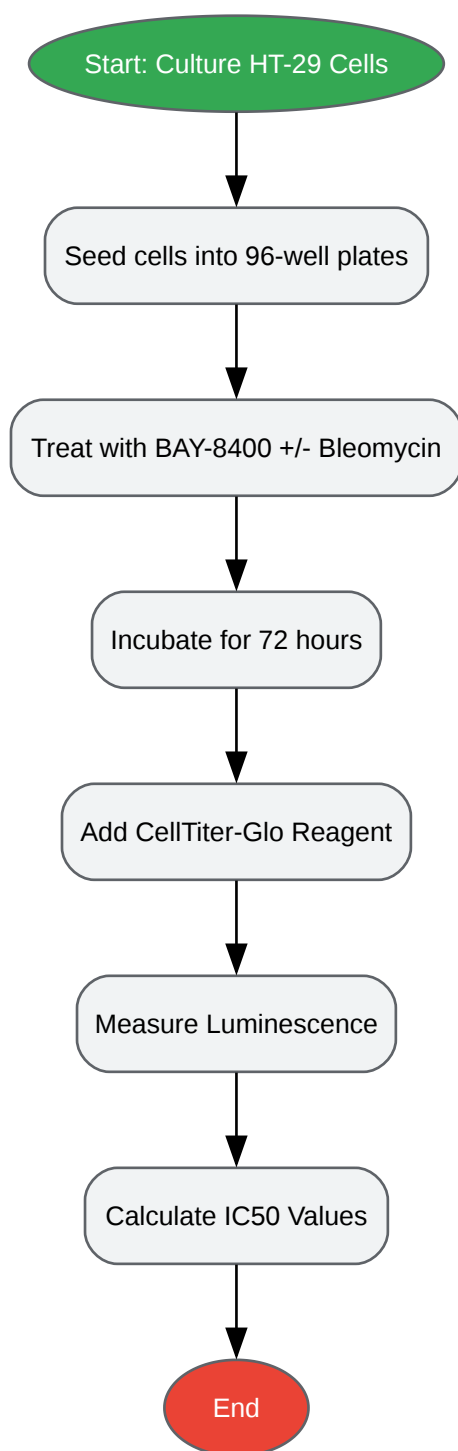 Start: Culture HT-29 Cells
Seed cells into 96-well plates
Treat with BAY-8400 +/- Bleomycin
Incubate for 72 hours
Add CellTiter-Glo Reagent
Measure Luminescence
Calculate IC50 Values
End